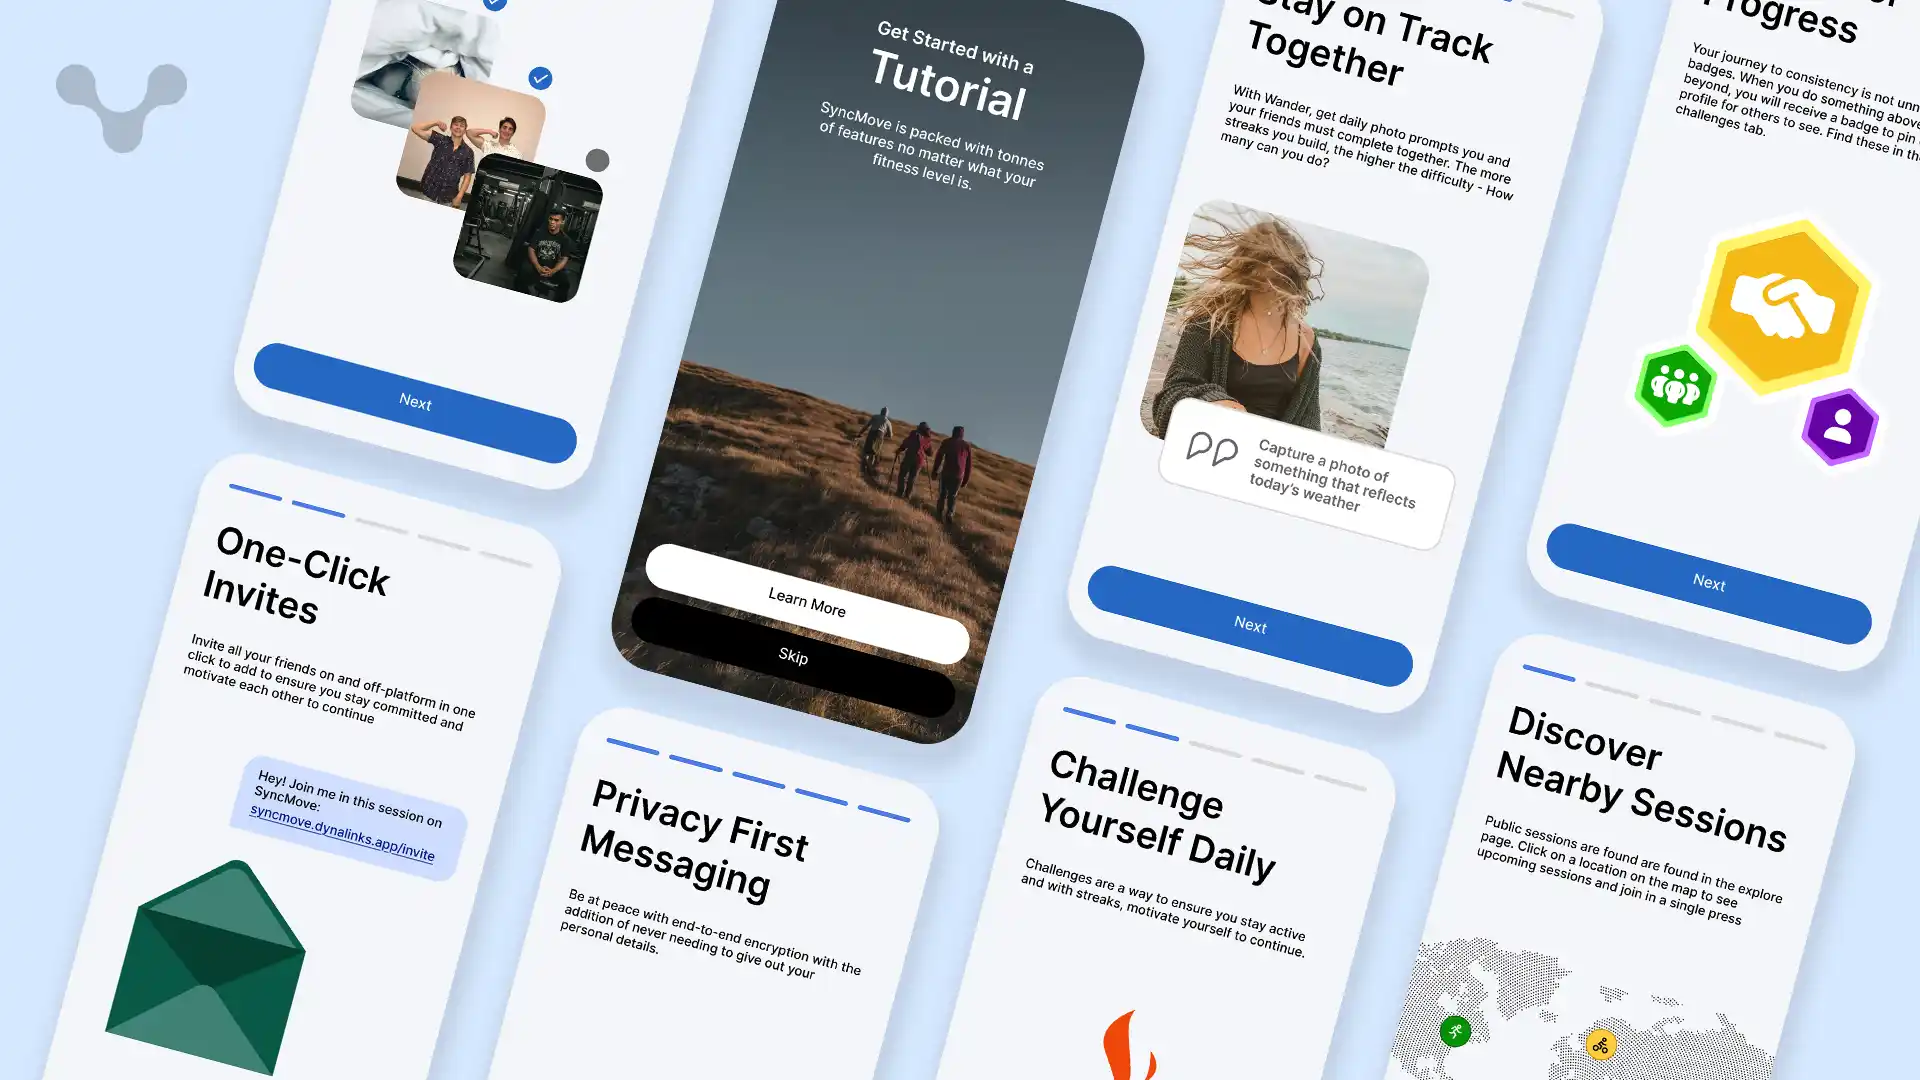 Next
One-Click
Invites
Invite all your friends on and off-platform in one
click to add to ensure you stay committed and
motivate each other to continue
Hey! Join me in this session on
SyncMove:
syncmove.dynalinks.app/invite
Get Started with a
Tutorial
SyncMove is packed with tonnes
of features no matter what your
fitness level is.
Learn More
Skip
Privacy First
Messaging
Be at peace with end-to-end encryption with the
addition of never needing to give out your
personal details.
Stay on Track
Together
With Wander, get daily photo prompts you and
your friends must complete together. The more
streaks you build, the higher the difficulty - How
many can you do?
Capture a photo of
something that reflects
today's weather
Next
Challenge
Yourself Daily
Challenges are a way to ensure you stay active
and with streaks, motivate yourself to continue.
Progress
Your journey to consistency is not
badges. When you do something above
beyond, you will receive a badge to pin
profile for others to see. Find these in
challenges tab.
Next
Discover
Nearby Sessions
Public sessions are found are found in the explore
page. Click on a location on the map to see
upcoming sessions and join in a single press